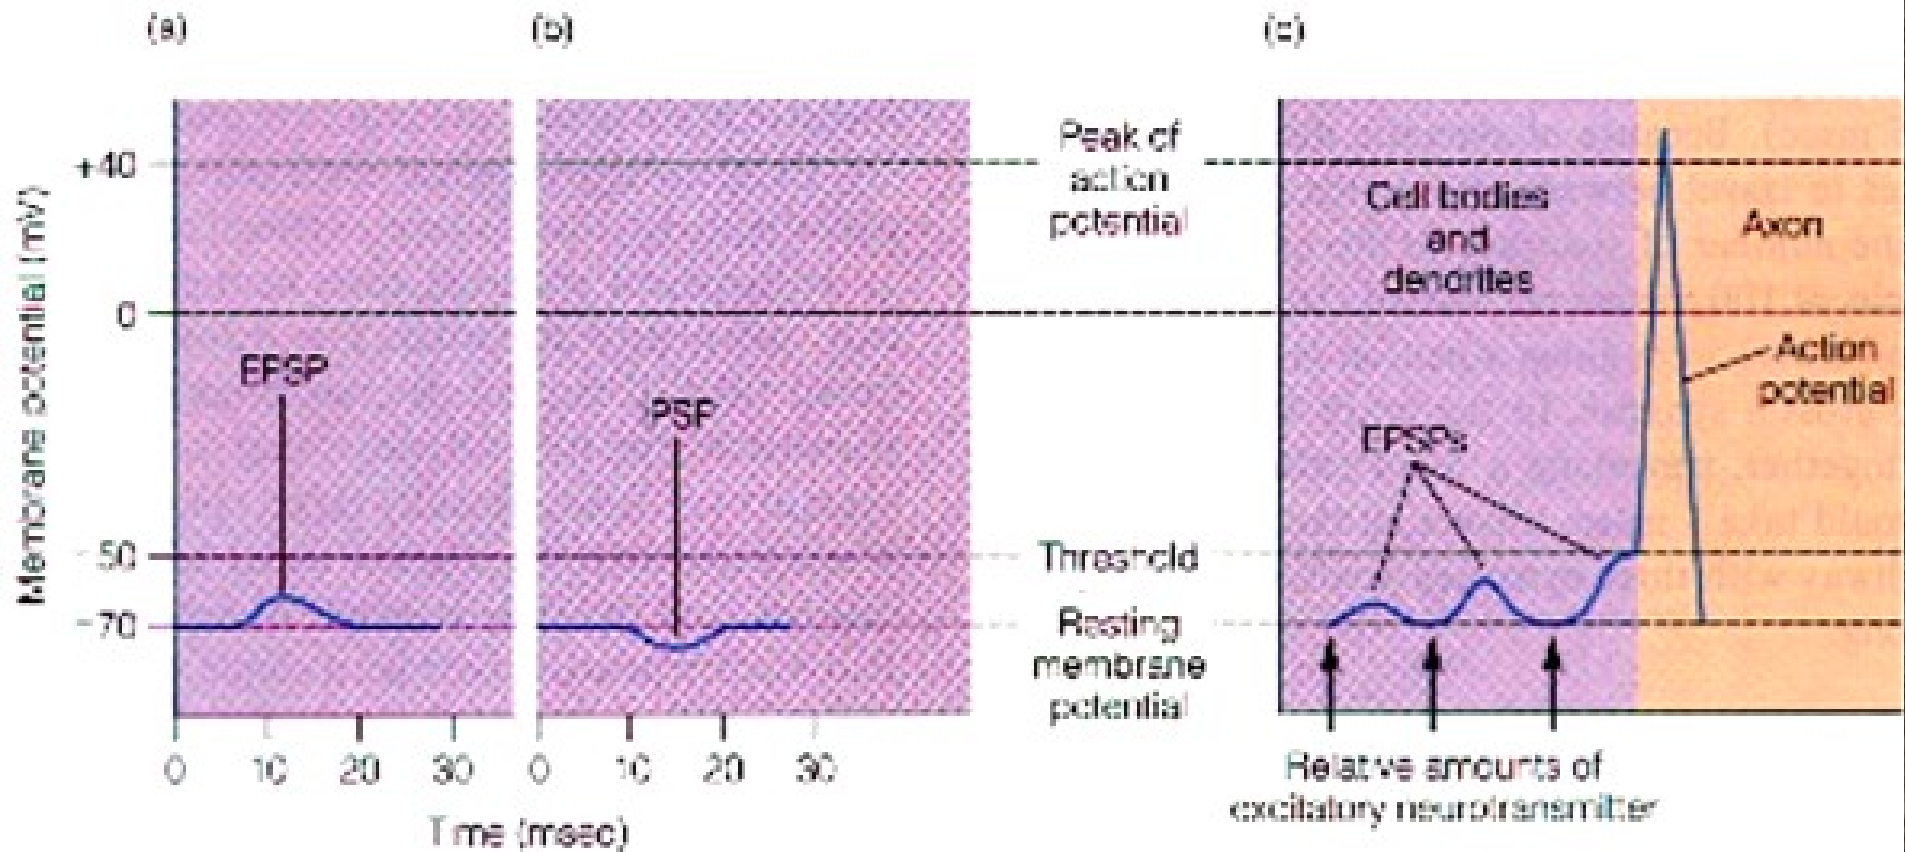 (a)
(b)
(c)
Membrane potential (mV)
+40
0
-50
-70
EPSP
PSP
Peak of
action
potential
Threshold
Resting
membrane
potential
Cell bodies
and
dendrites
Axon
Action
potential
EPSPs
0 10 20 30
0 10 20 30
Time (msec)
Relative amounts of
excitatory neurotransmitter